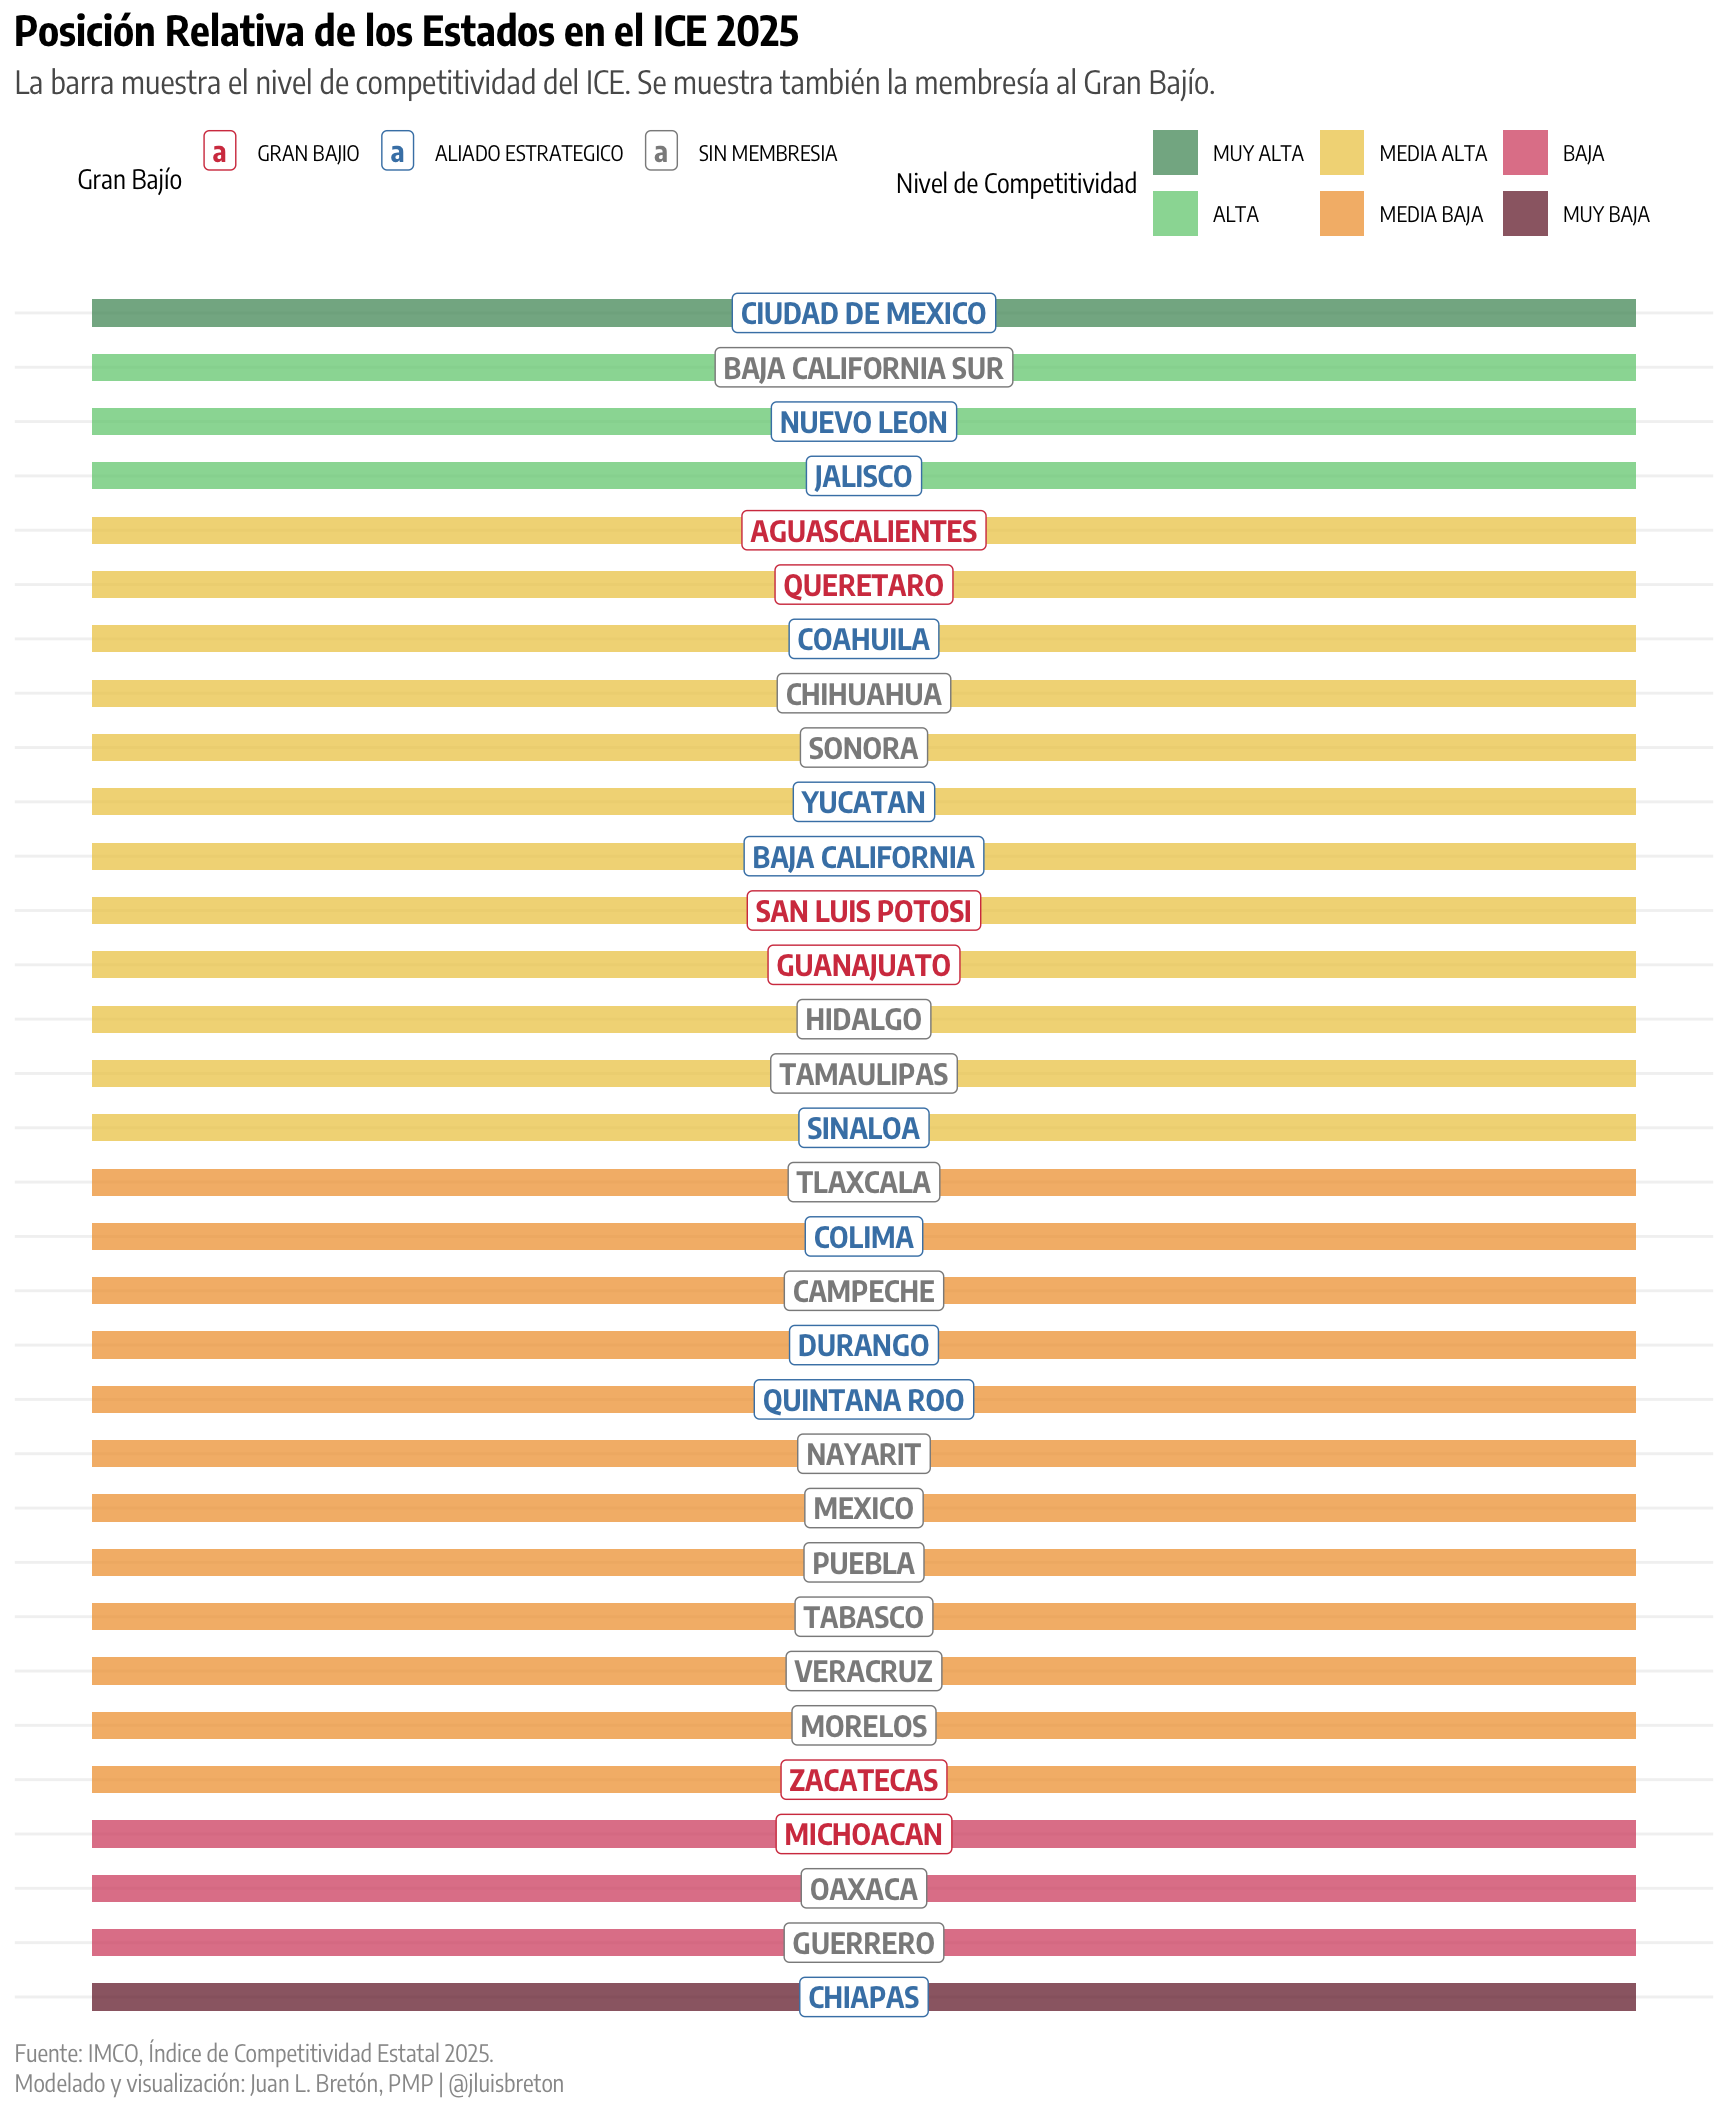 Posición Relativa de los Estados en el ICE 2025
La barra muestra el nivel de competitividad del ICE. Se muestra también la membresía al Gran Bajío.
Gran Bajío
a GRAN BAJIO a ALIADO ESTRATEGICO a SIN MEMBRESIA
Nivel de Competitividad
MUY ALTA MEDIA ALTA BAJA
ALTA MEDIA BAJA MUY BAJA
CIUDAD DE MEXICO
BAJA CALIFORNIA SUR
NUEVO LEON
JALISCO
AGUASCALIENTES
QUERETARO
COAHUILA
CHIHUAHUA
SONORA
YUCATAN
BAJA CALIFORNIA
SAN LUIS POTOSI
GUANAJUATO
HIDALGO
TAMAULIPAS
SINALOA
TLAXCALA
COLIMA
CAMPECHE
DURANGO
QUINTANA ROO
NAYARIT
MEXICO
PUEBLA
TABASCO
VERACRUZ
MORELOS
ZACATECAS
MICHOACAN
OAXACA
GUERRERO
CHIAPAS
Fuente: IMCO, Índice de Competitividad Estatal 2025.
Modelado y visualización: Juan L. Bretón, PMP | @jluisbreton